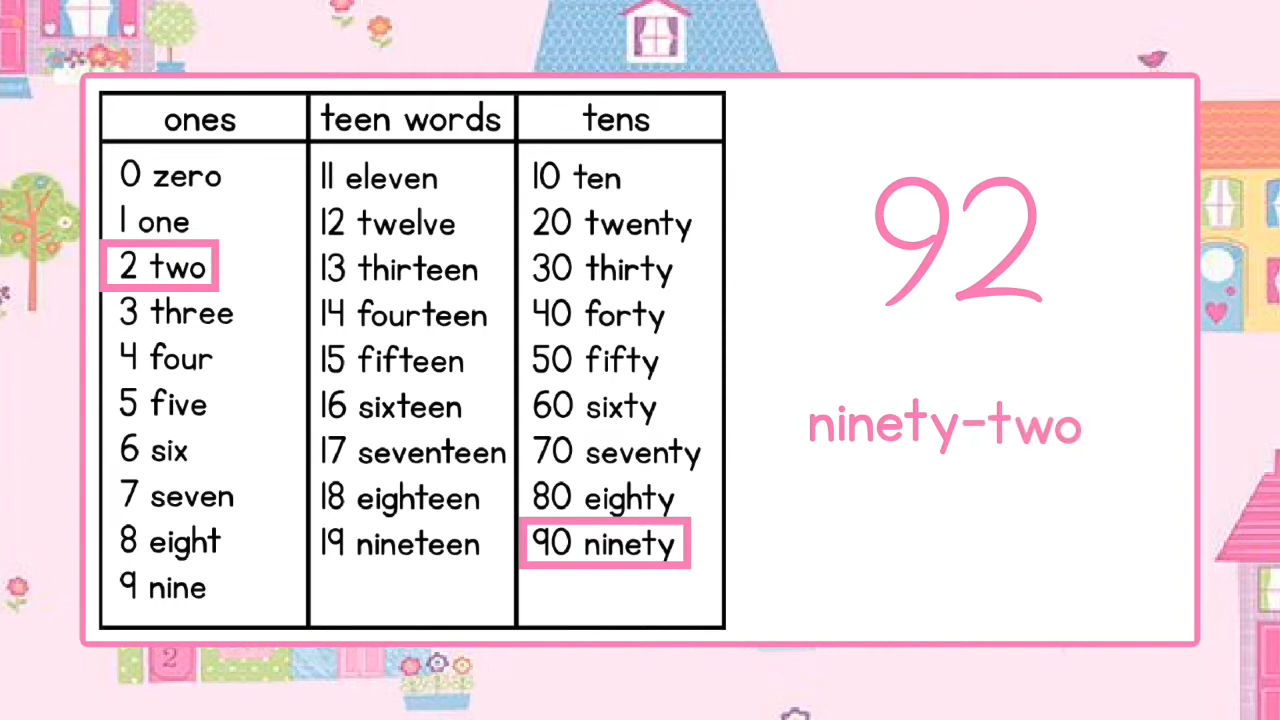 ones teen words tens
0 zero 11 eleven 10 ten
1 one 12 twelve 20 twenty
2 two 13 thirteen 30 thirty
3 three 14 fourteen 40 forty
4 four 15 fifteen 50 fifty
5 five 16 sixteen 60 sixty
6 six 17 seventeen 70 seventy
7 seven 18 eighteen 80 eighty
8 eight 19 nineteen 90 ninety
9 nine
92
ninety-two
2